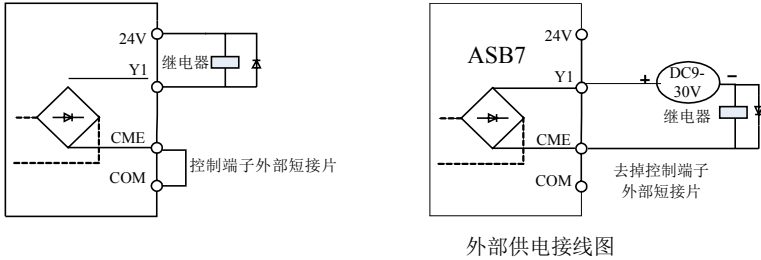 24V
继电器
Y1
CME
控制端子外部短接片
COM
ASB7
24V
Y1
+
DC9-
30V
−
继电器
CME
去掉控制端子
外部短接片
COM
外部供电接线图